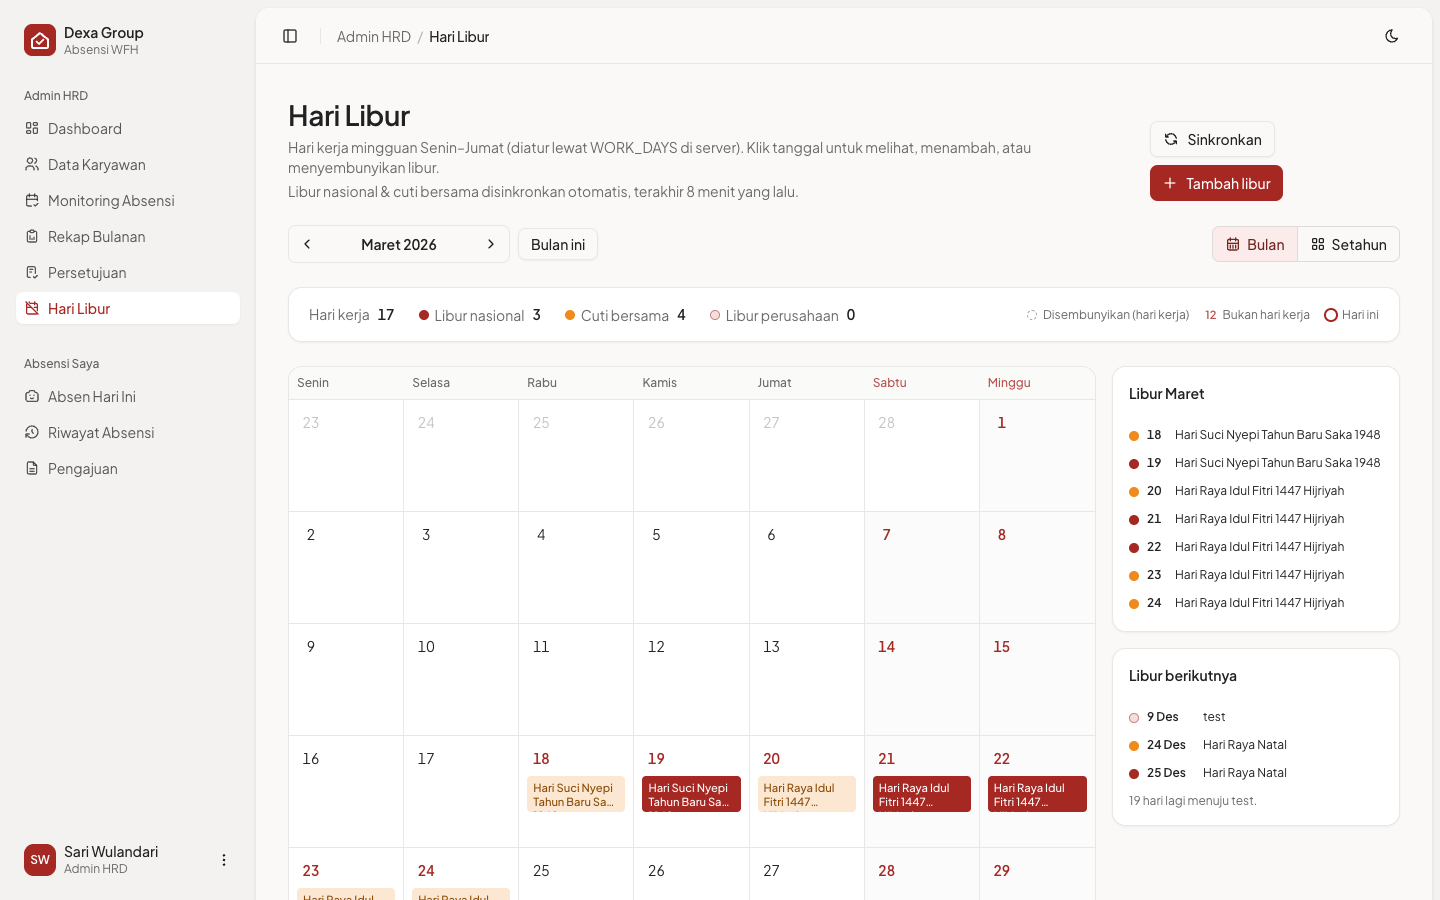 Dexa Group
Absensi WFH
Admin HRD
Dashboard
Data Karyawan
Monitoring Absensi
Rekap Bulanan
Persetujuan
Hari Libur
Absensi Saya
Absen Hari Ini
Riwayat Absensi
Pengajuan
SW
Sari Wulandari
Admin HRD
Admin HRD / Hari Libur
Hari Libur
Hari kerja mingguan Senin–Jumat (diatur lewat WORK_DAYS di server). Klik tanggal untuk melihat, menambah, atau
menyembunyikan libur.
Libur nasional & cuti bersama disinkronkan otomatis, terakhir 8 menit yang lalu.
Sinkronkan
Tambah libur
Maret 2026
Bulan ini
Bulan
Setahun
Hari kerja 17
Libur nasional 3
Cuti bersama 4
Libur perusahaan 0
Disembunyikan (hari kerja)
12 Bukan hari kerja
Hari ini
Senin Selasa Rabu Kamis Jumat Sabtu Minggu
23 24 25 26 27 28 1
2 3 4 5 6 7 8
9 10 11 12 13 14 15
16 17 18 19 20 21 22
Hari Suci Nyepi
Tahun Baru Sa...
Hari Suci Nyepi
Tahun Baru Sa...
Hari Raya Idul
Fitri 1447...
Hari Raya Idul
Fitri 1447...
Hari Raya Idul
Fitri 1447...
23 24 25 26 27 28 29
Hari Raya Idul
Hari Raya Idul
Libur Maret
18 Hari Suci Nyepi Tahun Baru Saka 1948
19 Hari Suci Nyepi Tahun Baru Saka 1948
20 Hari Raya Idul Fitri 1447 Hijriyah
21 Hari Raya Idul Fitri 1447 Hijriyah
22 Hari Raya Idul Fitri 1447 Hijriyah
23 Hari Raya Idul Fitri 1447 Hijriyah
24 Hari Raya Idul Fitri 1447 Hijriyah
Libur berikutnya
9 Des test
24 Des Hari Raya Natal
25 Des Hari Raya Natal
19 hari lagi menuju test.